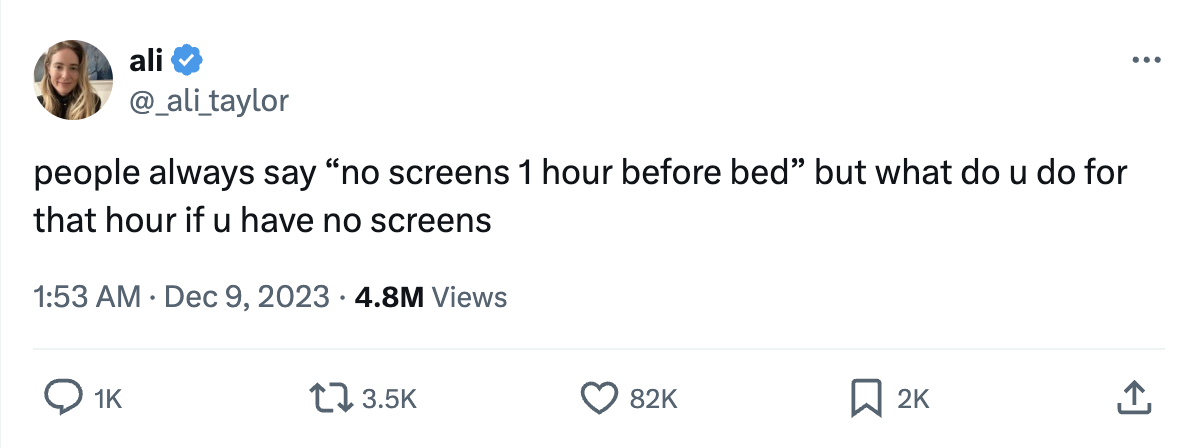 ali
@_ali_taylor
people always say “no screens 1 hour before bed” but what do u do for
that hour if u have no screens
1:53 AM · Dec 9, 2023 · 4.8M Views
1K 3.5K 82K 2K